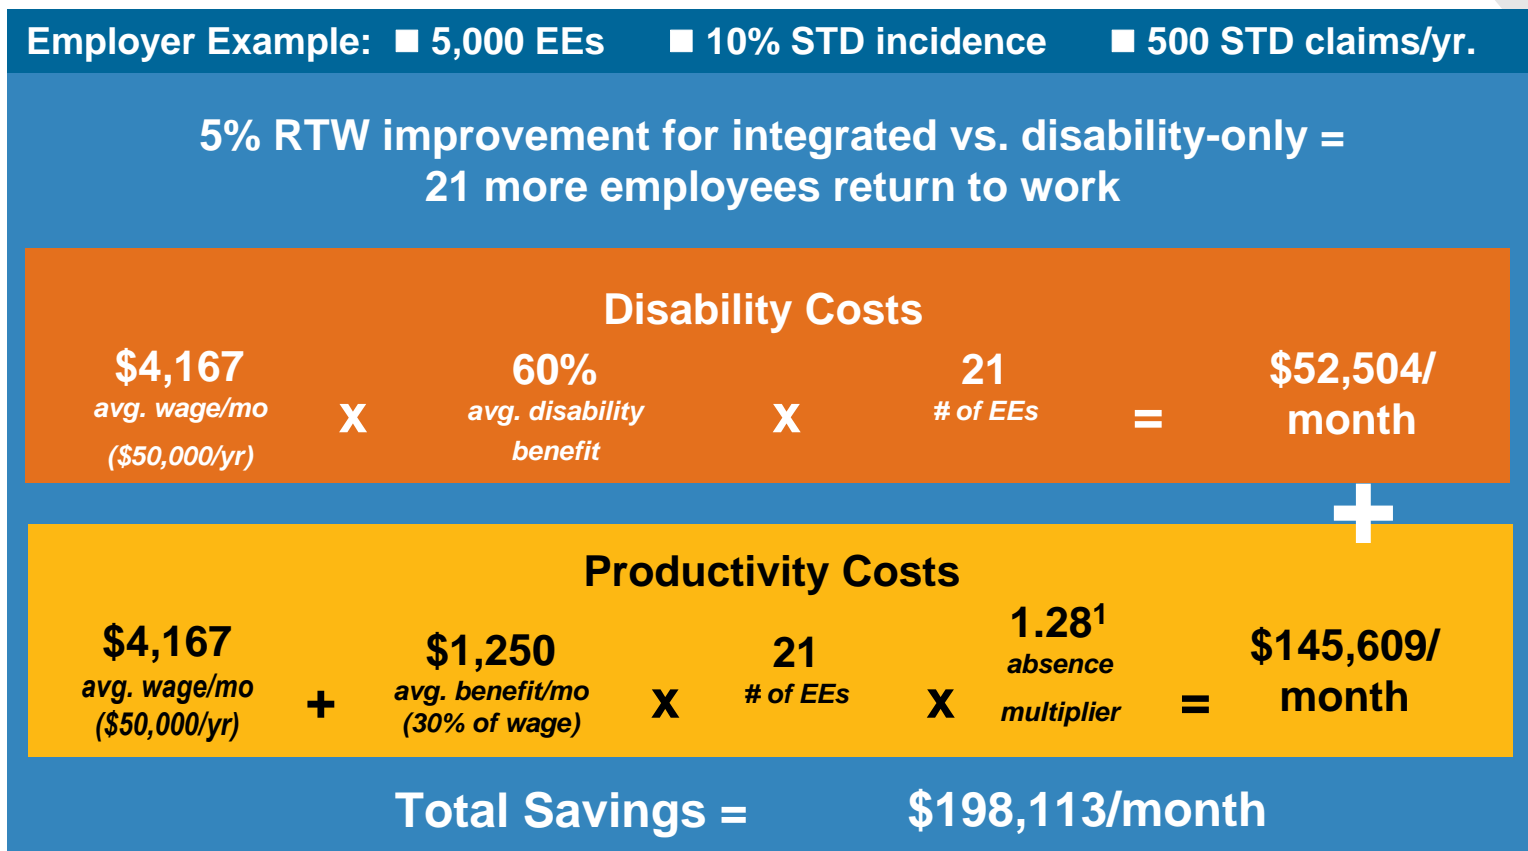 Employer Example: ■ 5,000 EEs ■ 10% STD incidence ■ 500 STD claims/yr.
5% RTW improvement for integrated vs. disability-only =
21 more employees return to work
Disability Costs
$4,167
avg. wage/mo
($50,000/yr)
x
60%
avg. disability
benefit
x
21
# of EEs
=
$52,504/
month
+
Productivity Costs
$4,167
avg. wage/mo
($50,000/yr)
+
$1,250
avg. benefit/mo
(30% of wage)
x
21
# of EEs
x
1.28¹
absence
multiplier
=
$145,609/
month
Total Savings = $198,113/month